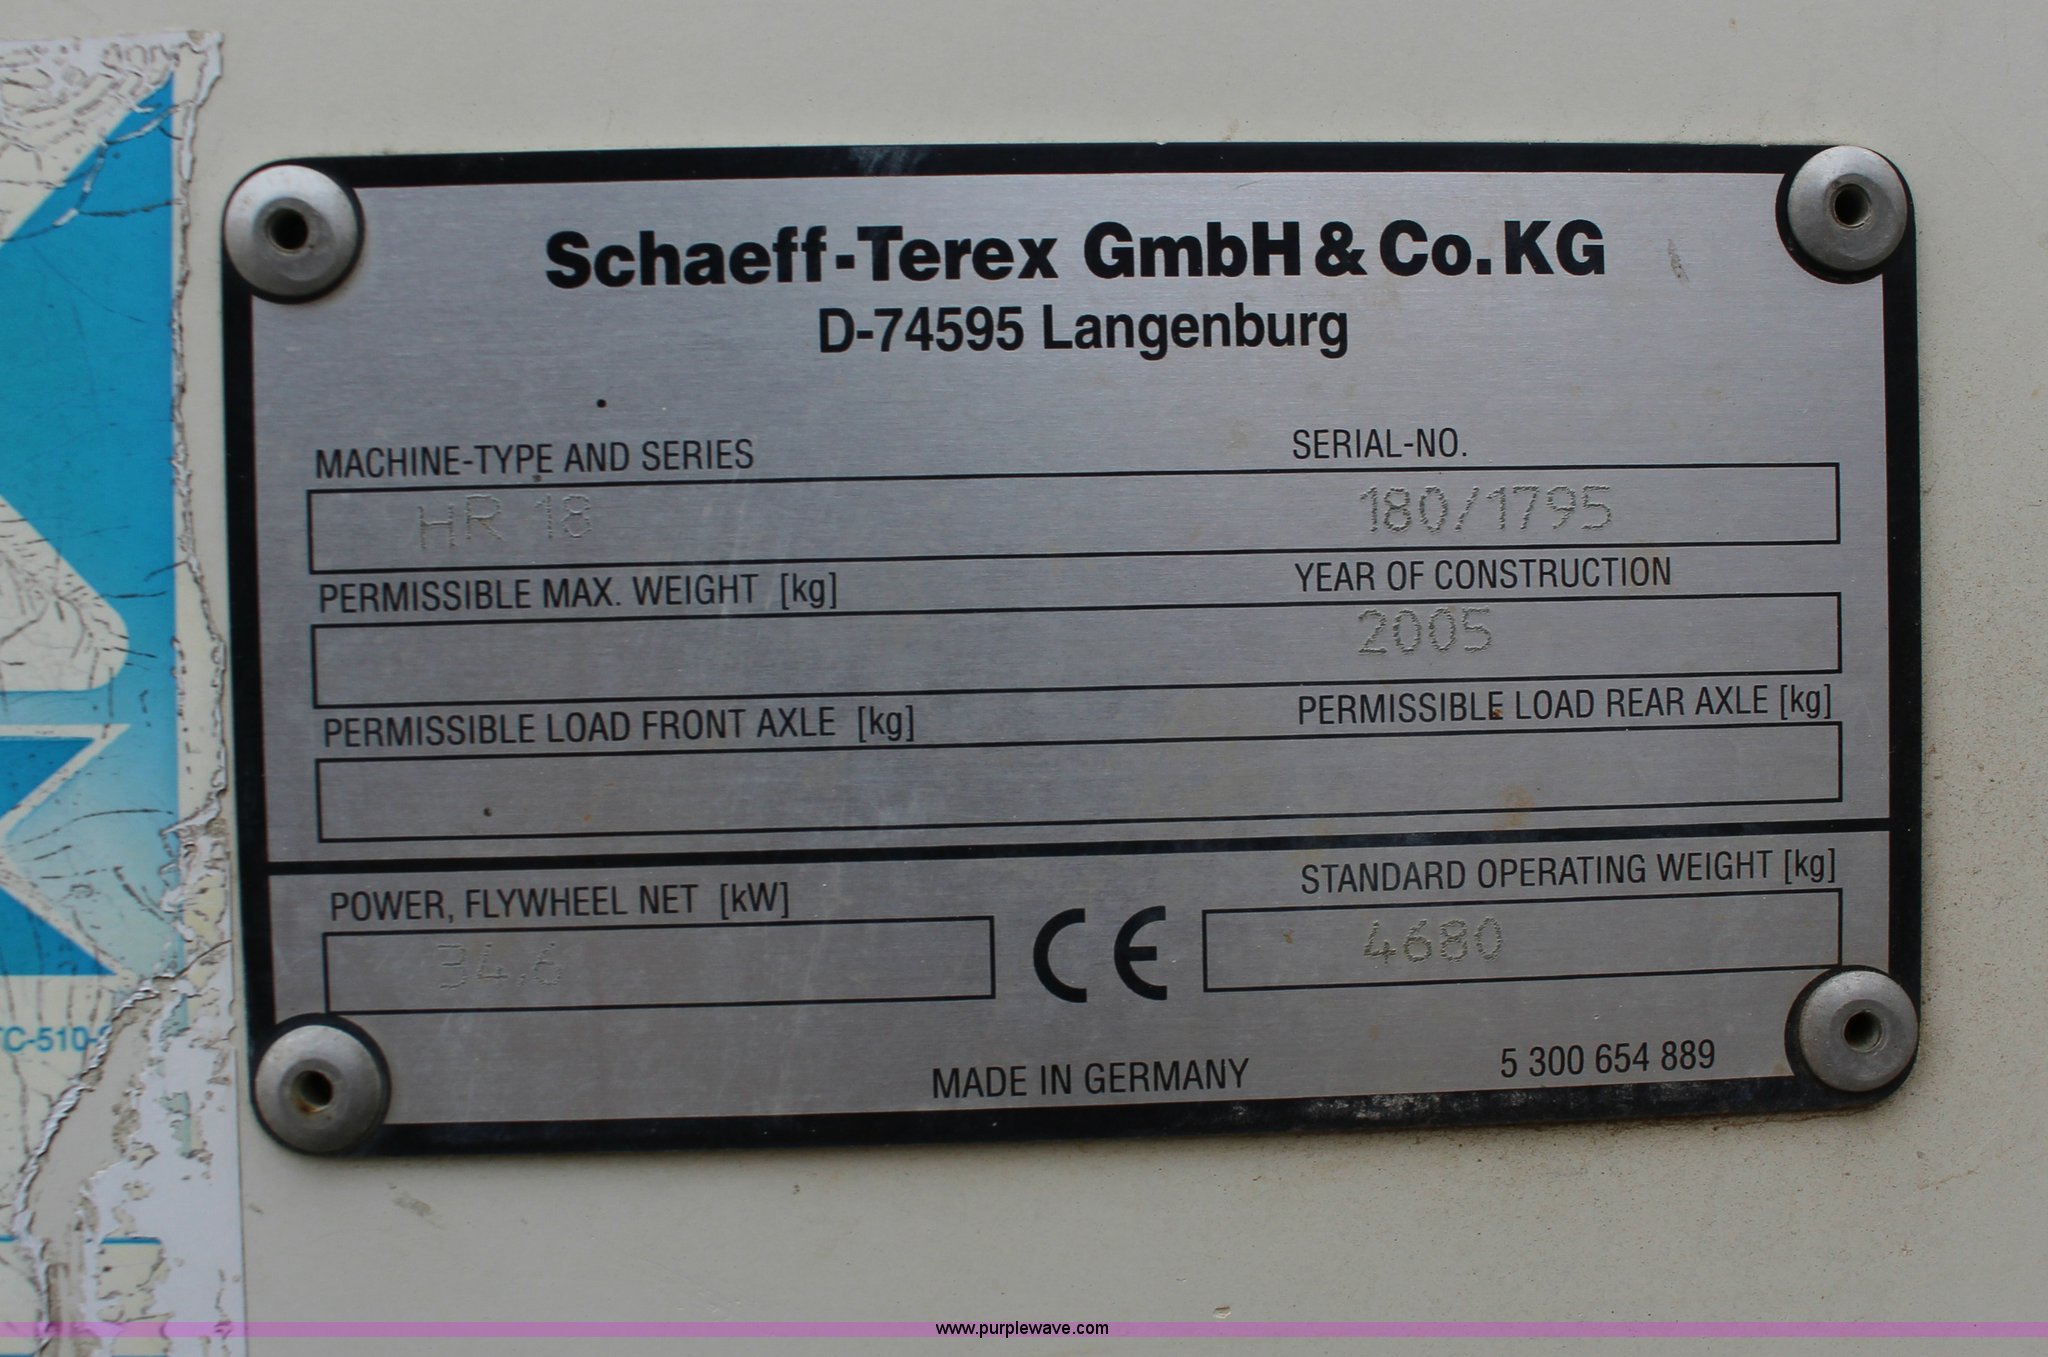 Schaeff-Terex GmbH & Co. KG
D-74595 Langenburg
MACHINE-TYPE AND SERIES SERIAL-NO.
HR 18 180/1795
PERMISSIBLE MAX. WEIGHT [kg] YEAR OF CONSTRUCTION
2005
PERMISSIBLE LOAD FRONT AXLE [kg] PERMISSIBLE LOAD REAR AXLE [kg]
POWER, FLYWHEEL NET [kW] STANDARD OPERATING WEIGHT [kg]
34,6 CE 4680
MADE IN GERMANY 5 300 654 889
www.purplewave.com